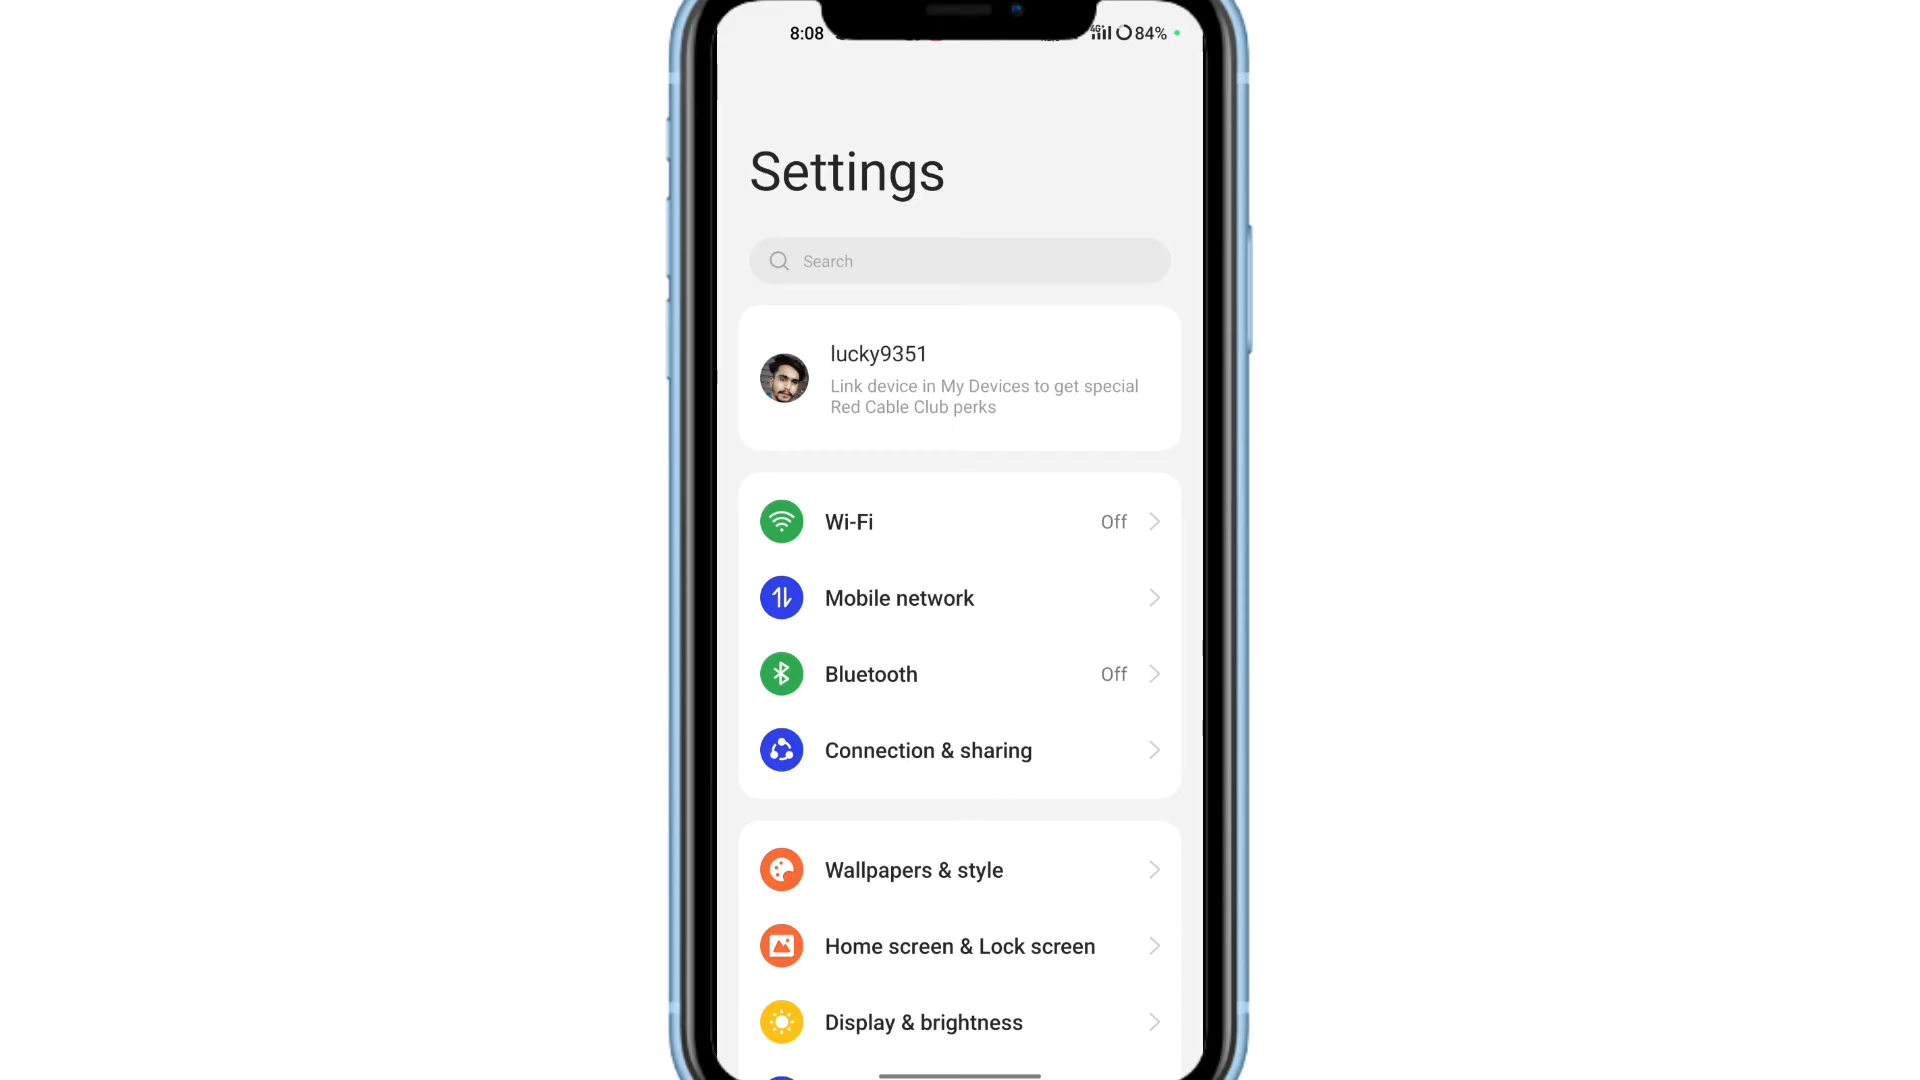 8:08 4G+ 84%
Settings
Search
lucky9351
Link device in My Devices to get special
Red Cable Club perks
Wi-Fi Off
Mobile network
Bluetooth Off
Connection & sharing
Wallpapers & style
Home screen & Lock screen
Display & brightness